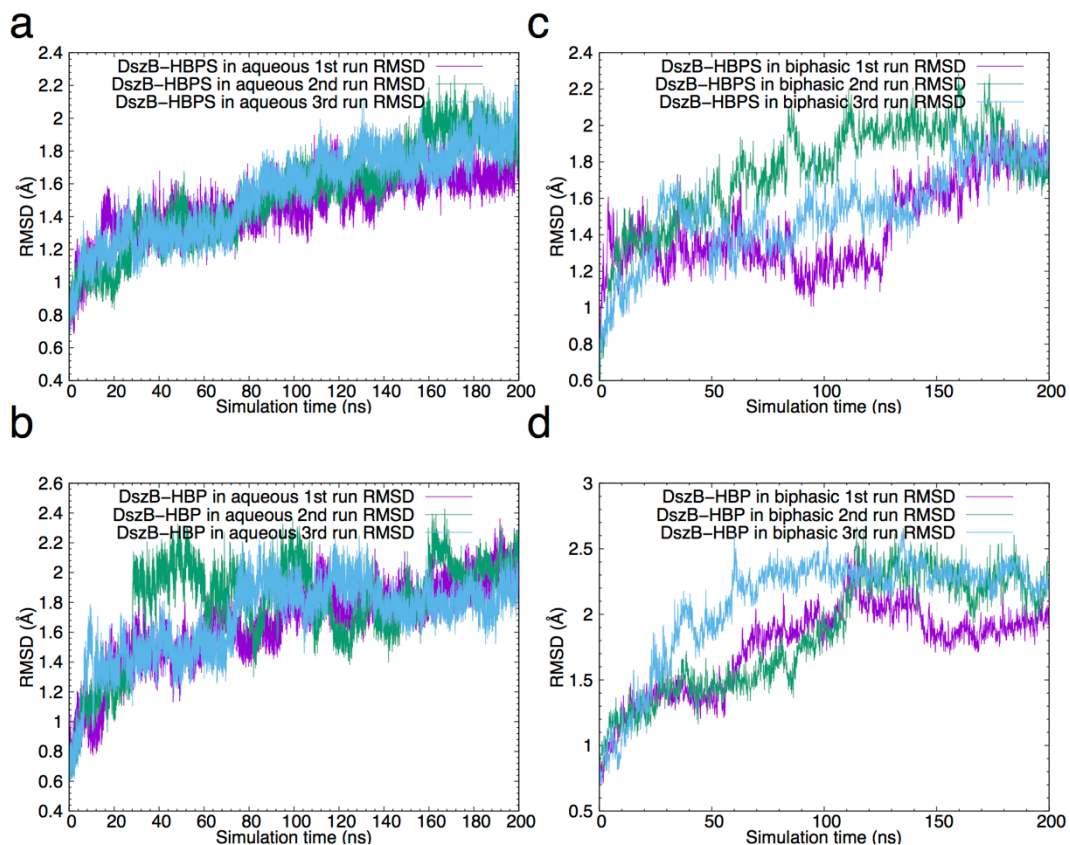 a
2.4
2.2
2
1.8
1.6
1.4
1.2
1
0.8
0.6
0.4
RMSD (Å)
DszB−HBPS in aqueous 1st run RMSD
DszB−HBPS in aqueous 2nd run RMSD
DszB−HBPS in aqueous 3rd run RMSD
0 20 40 60 80 100 120 140 160 180 200
Simulation time (ns)
c
2.4
2.2
2
1.8
1.6
1.4
1.2
1
0.8
0.6
RMSD (Å)
DszB−HBPS in biphasic 1st run RMSD
DszB−HBPS in biphasic 2nd run RMSD
DszB−HBPS in biphasic 3rd run RMSD
0 50 100 150 200
Simulation time (ns)
b
2.6
2.4
2.2
2
1.8
1.6
1.4
1.2
1
0.8
0.6
0.4
RMSD (Å)
DszB−HBP in aqueous 1st run RMSD
DszB−HBP in aqueous 2nd run RMSD
DszB−HBP in aqueous 3rd run RMSD
0 20 40 60 80 100 120 140 160 180 200
Simulation time (ns)
d
3
2.5
2
1.5
1
0.5
RMSD (Å)
DszB−HBP in biphasic 1st run RMSD
DszB−HBP in biphasic 2nd run RMSD
DszB−HBP in biphasic 3rd run RMSD
0 50 100 150 200
Simulation time (ns)